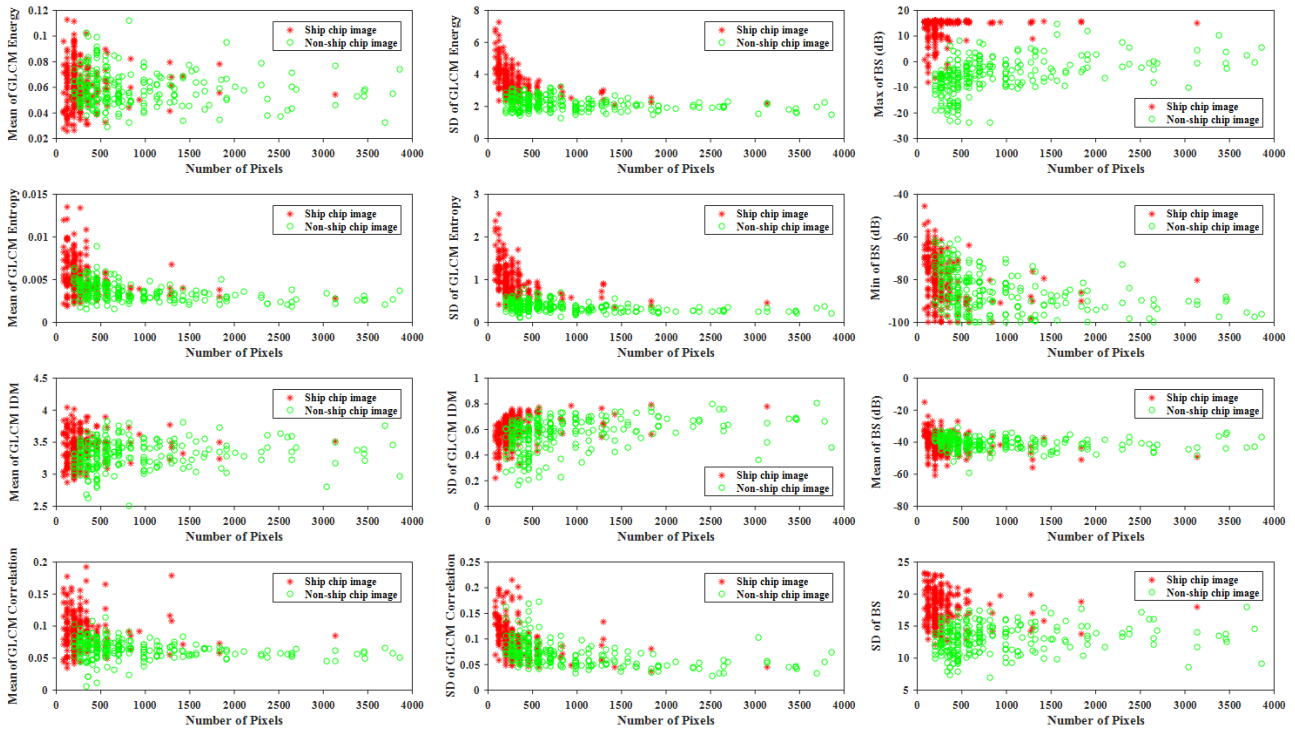 Mean of GLCM Energy
0.12
0.1
0.08
0.06
0.04
0.02
Ship chip image
Non-ship chip image
0 500 1000 1500 2000 2500 3000 3500 4000
Number of Pixels
SD of GLCM Energy
8
6
4
2
0
Ship chip image
Non-ship chip image
0 500 1000 1500 2000 2500 3000 3500 4000
Number of Pixels
Max of BS (dB)
20
10
0
-10
-20
-30
Ship chip image
Non-ship chip image
0 500 1000 1500 2000 2500 3000 3500 4000
Number of Pixels
Mean of GLCM Entropy
0.015
0.01
0.005
0
Ship chip image
Non-ship chip image
0 500 1000 1500 2000 2500 3000 3500 4000
Number of Pixels
SD of GLCM Entropy
3
2
1
0
Ship chip image
Non-ship chip image
0 500 1000 1500 2000 2500 3000 3500 4000
Number of Pixels
Min of BS (dB)
-40
-60
-80
-100
Ship chip image
Non-ship chip image
0 500 1000 1500 2000 2500 3000 3500 4000
Number of Pixels
Mean of GLCM IDM
4.5
4
3.5
3
2.5
Ship chip image
Non-ship chip image
0 500 1000 1500 2000 2500 3000 3500 4000
Number of Pixels
SD of GLCM IDM
1
0.8
0.6
0.4
0.2
0
Ship chip image
Non-ship chip image
0 500 1000 1500 2000 2500 3000 3500 4000
Number of Pixels
Mean of BS (dB)
0
-20
-40
-60
-80
Ship chip image
Non-ship chip image
0 500 1000 1500 2000 2500 3000 3500 4000
Number of Pixels
Mean of GLCM Correlation
0.2
0.15
0.1
0.05
0
Ship chip image
Non-ship chip image
0 500 1000 1500 2000 2500 3000 3500 4000
Number of Pixels
SD of GLCM Correlation
0.25
0.2
0.15
0.1
0.05
0
Ship chip image
Non-ship chip image
0 500 1000 1500 2000 2500 3000 3500 4000
Number of Pixels
SD of BS
25
20
15
10
5
Ship chip image
Non-ship chip image
0 500 1000 1500 2000 2500 3000 3500 4000
Number of Pixels